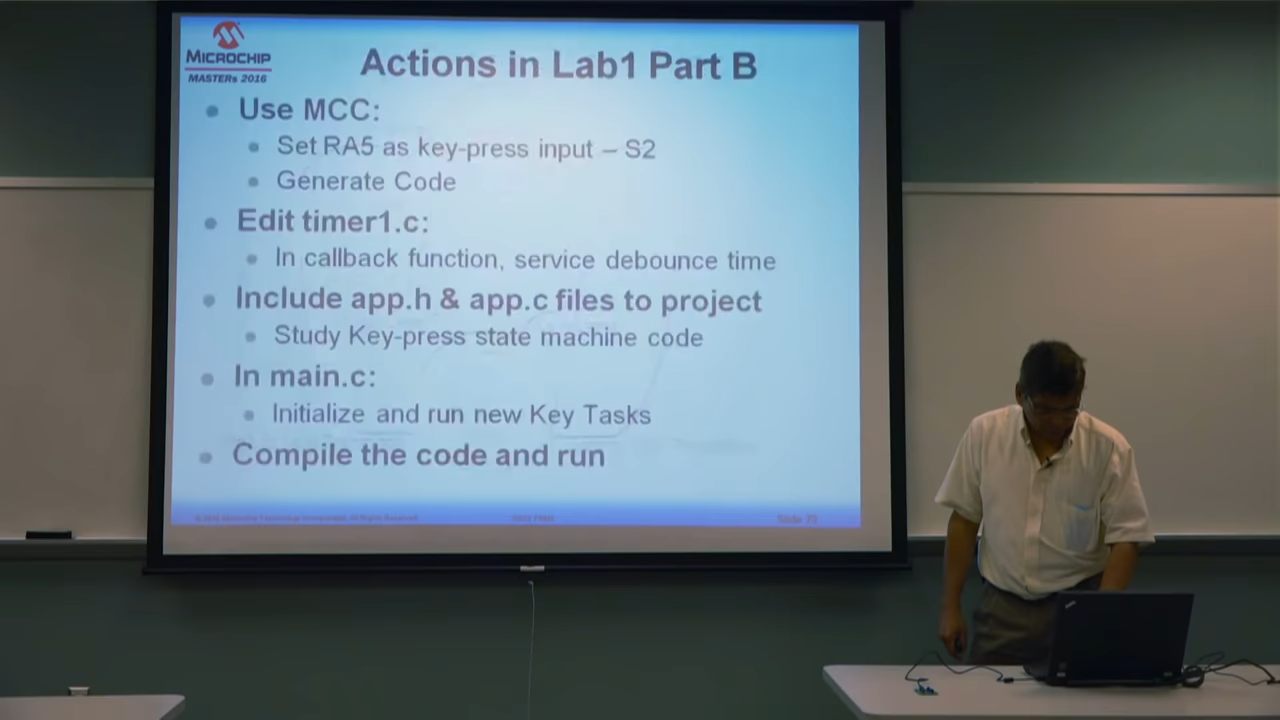 MICROCHIP
MASTERs 2016
Actions in Lab1 Part B
Use MCC:
Set RA5 as key-press input – S2
Generate Code
Edit timer1.c:
In callback function, service debounce time
Include app.h & app.c files to project
Study Key-press state machine code
In main.c:
Initialize and run new Key Tasks
Compile the code and run
Slide